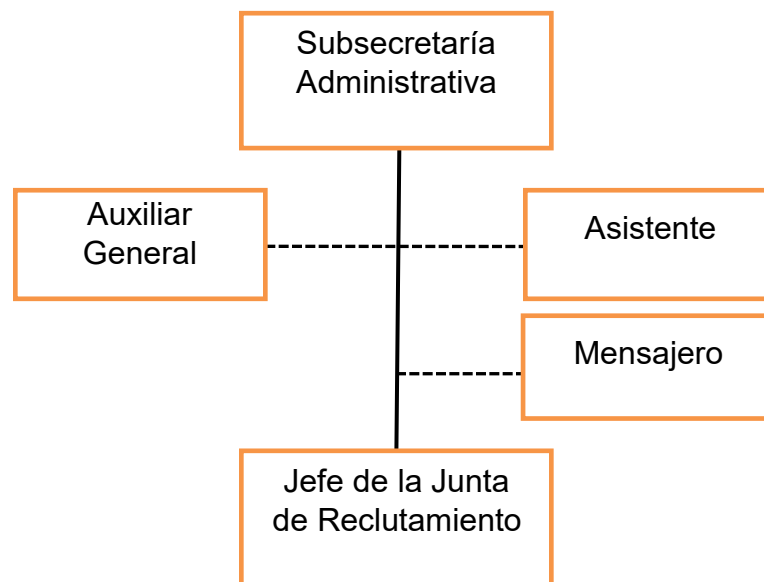 Subsecretaría
Administrativa
Auxiliar
General
Asistente
Mensajero
Jefe de la Junta
de Reclutamiento